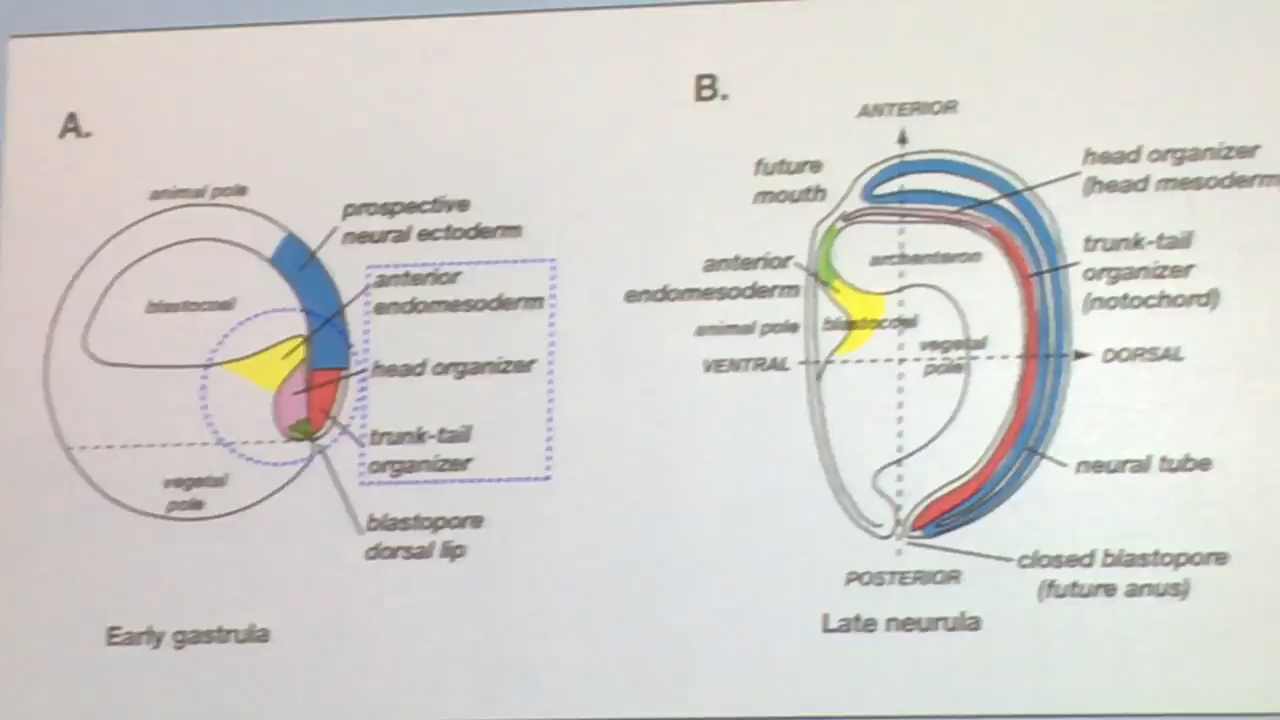 A.
animal pole
prospective
neural ectoderm
anterior
endomesoderm
blastocoel
head organizer
trunk-tail
organizer
vegetal
pole
blastopore
dorsal lip
Early gastrula
B.
ANTERIOR
future
mouth
head organizer
(head mesoderm
trunk-tail
organizer
(notochord)
archenteron
anterior
endomesoderm
animal pole
blastocoel
vegetal
pole
VENTRAL
DORSAL
neural tube
closed blastopore
(future anus)
POSTERIOR
Late neurula